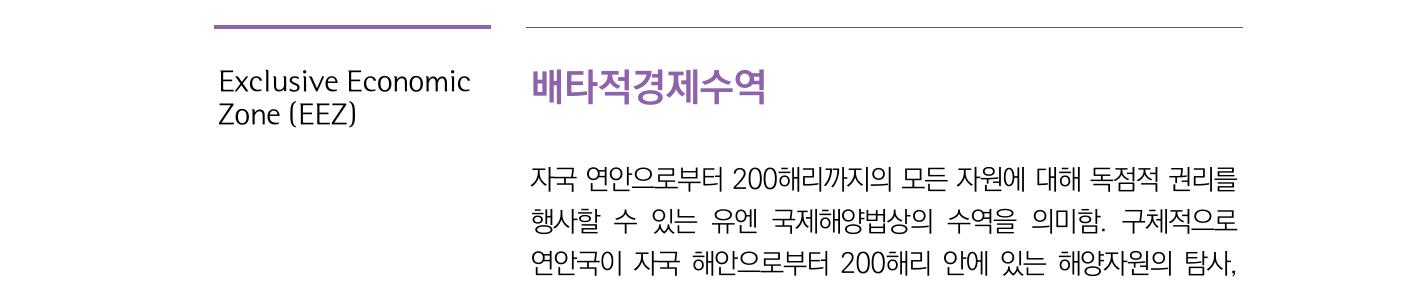 Exclusive Economic
Zone (EEZ)
배타적경제수역
자국 연안으로부터 200해리까지의 모든 자원에 대해 독점적 권리를
행사할 수 있는 유엔 국제해양법상의 수역을 의미함. 구체적으로
연안국이 자국 해안으로부터 200해리 안에 있는 해양자원의 탐사,